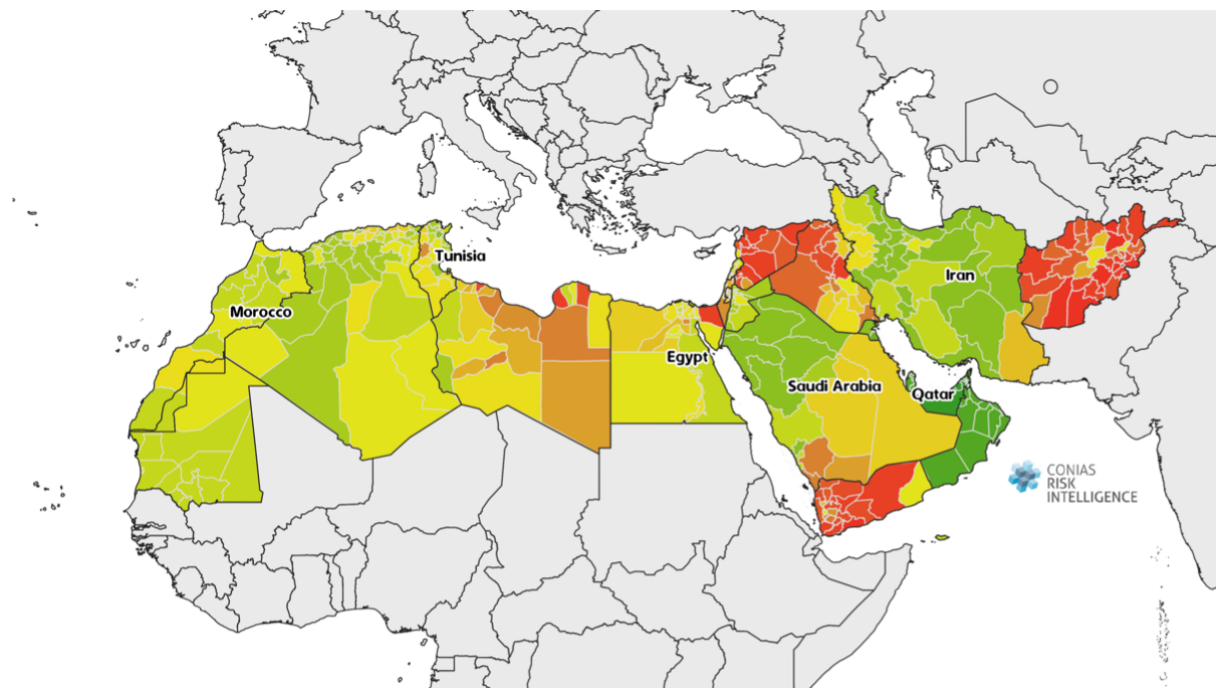 Tunisia
Iran
Morocco
Egypt
Saudi Arabia
Qatar
CONIAS
RISK
INTELLIGENCE